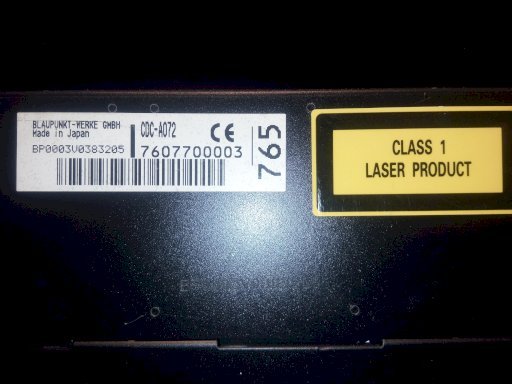 BLAUPUNKT-WERKE GMBH
Made in Japan
CDC-A072
CE
BP0003V0383205
7607700003
765
CLASS 1
LASER PRODUCT